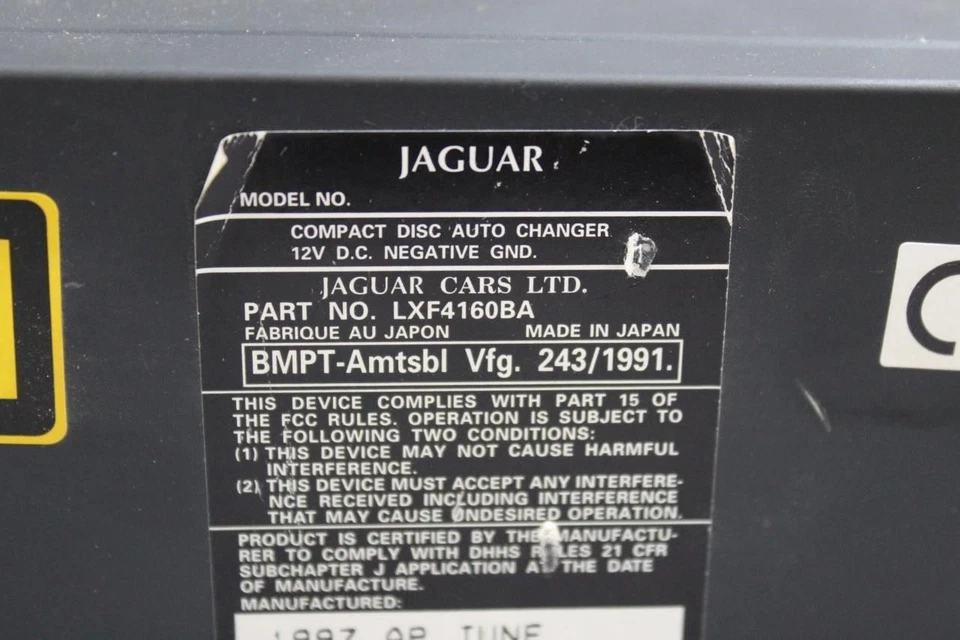 JAGUAR
MODEL NO.
COMPACT DISC AUTO CHANGER
12V D.C. NEGATIVE GND.
JAGUAR CARS LTD.
PART NO. LXF4160BA
FABRIQUE AU JAPON MADE IN JAPAN
BMPT-Amtsbl Vfg. 243/1991.
THIS DEVICE COMPLIES WITH PART 15 OF
THE FCC RULES. OPERATION IS SUBJECT TO
THE FOLLOWING TWO CONDITIONS:
(1) THIS DEVICE MAY NOT CAUSE HARMFUL
INTERFERENCE.
(2) THIS DEVICE MUST ACCEPT ANY INTERFERE-
NCE RECEIVED INCLUDING INTERFERENCE
THAT MAY CAUSE UNDESIRED OPERATION.
PRODUCT IS CERTIFIED BY THE MANUFACTU-
RER TO COMPLY WITH DHHS RULES 21 CFR
SUBCHAPTER J APPLICATION AT THE DATE
OF MANUFACTURE.
MANUFACTURED:
JUNE